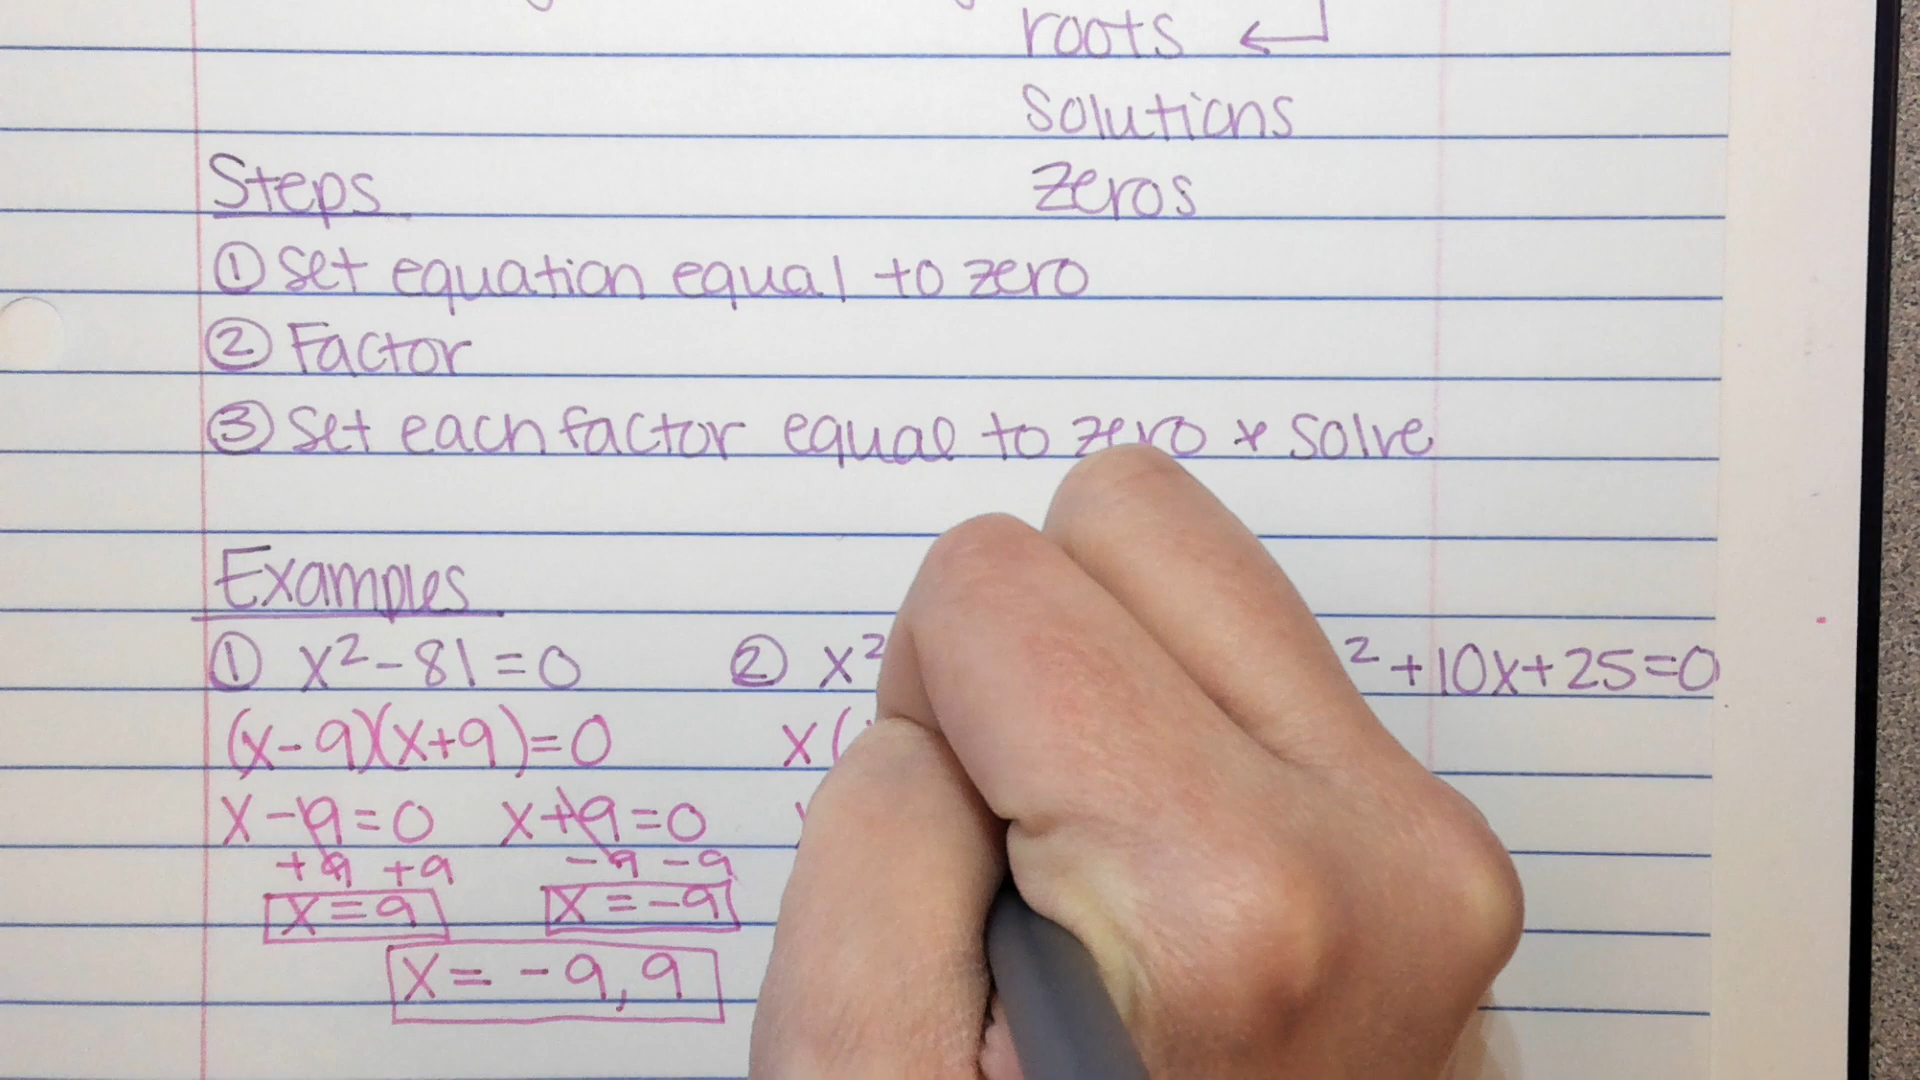 roots
solutions
zeros
Steps
① set equation equal to zero
② Factor
③ set each factor equal to zero & solve
Examples
① x²-81=0 ② x² ² +10x+25=0
(x-9)(x+9)=0 x(
x-9=0 x+9=0
+9 +9 -9 -9
x=9 x=-9
x= -9,9